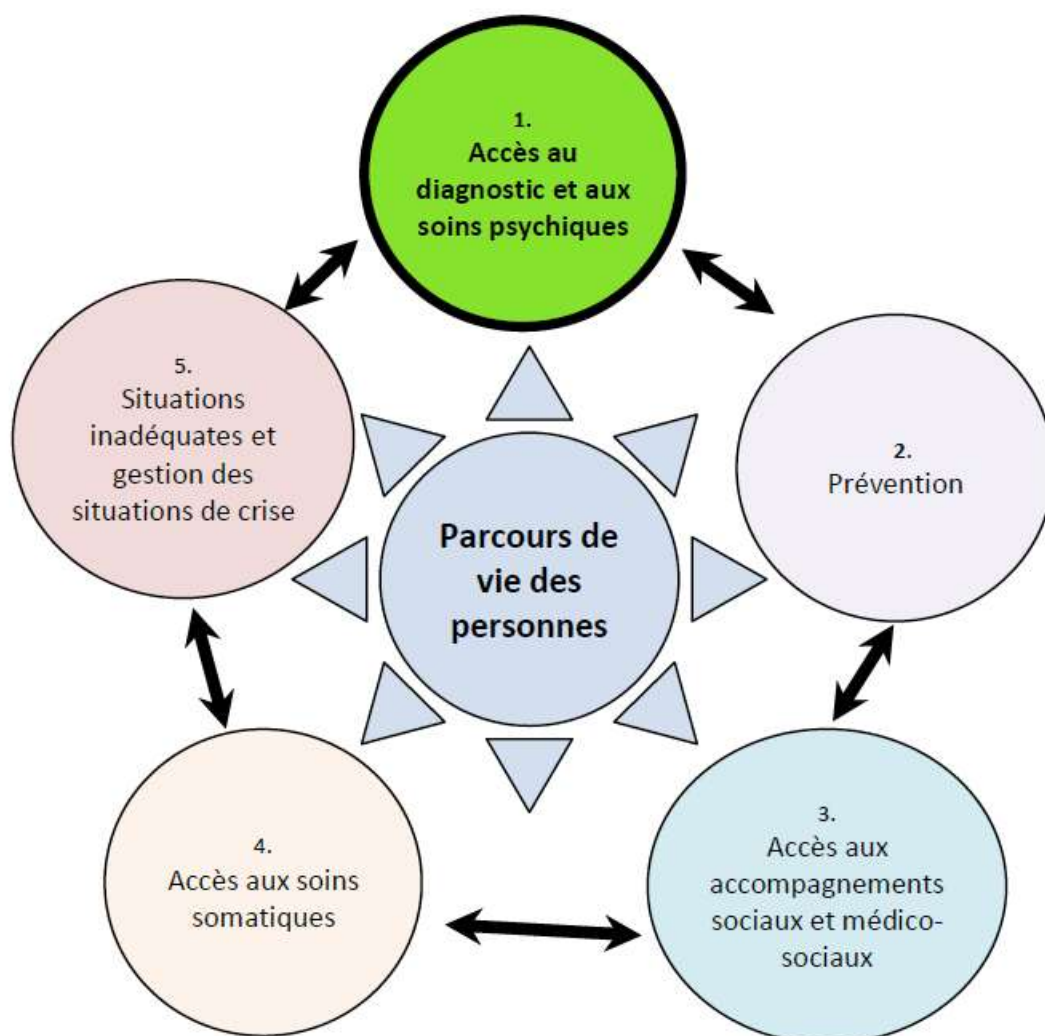 1.
Accès au
diagnostic et aux
soins psychiques
5.
Situations
inadéquates et
gestion des
situations de crise
2.
Prévention
Parcours de
vie des
personnes
4.
Accès aux soins
somatiques
3.
Accès aux
accompagnements
sociaux et médico-
sociaux